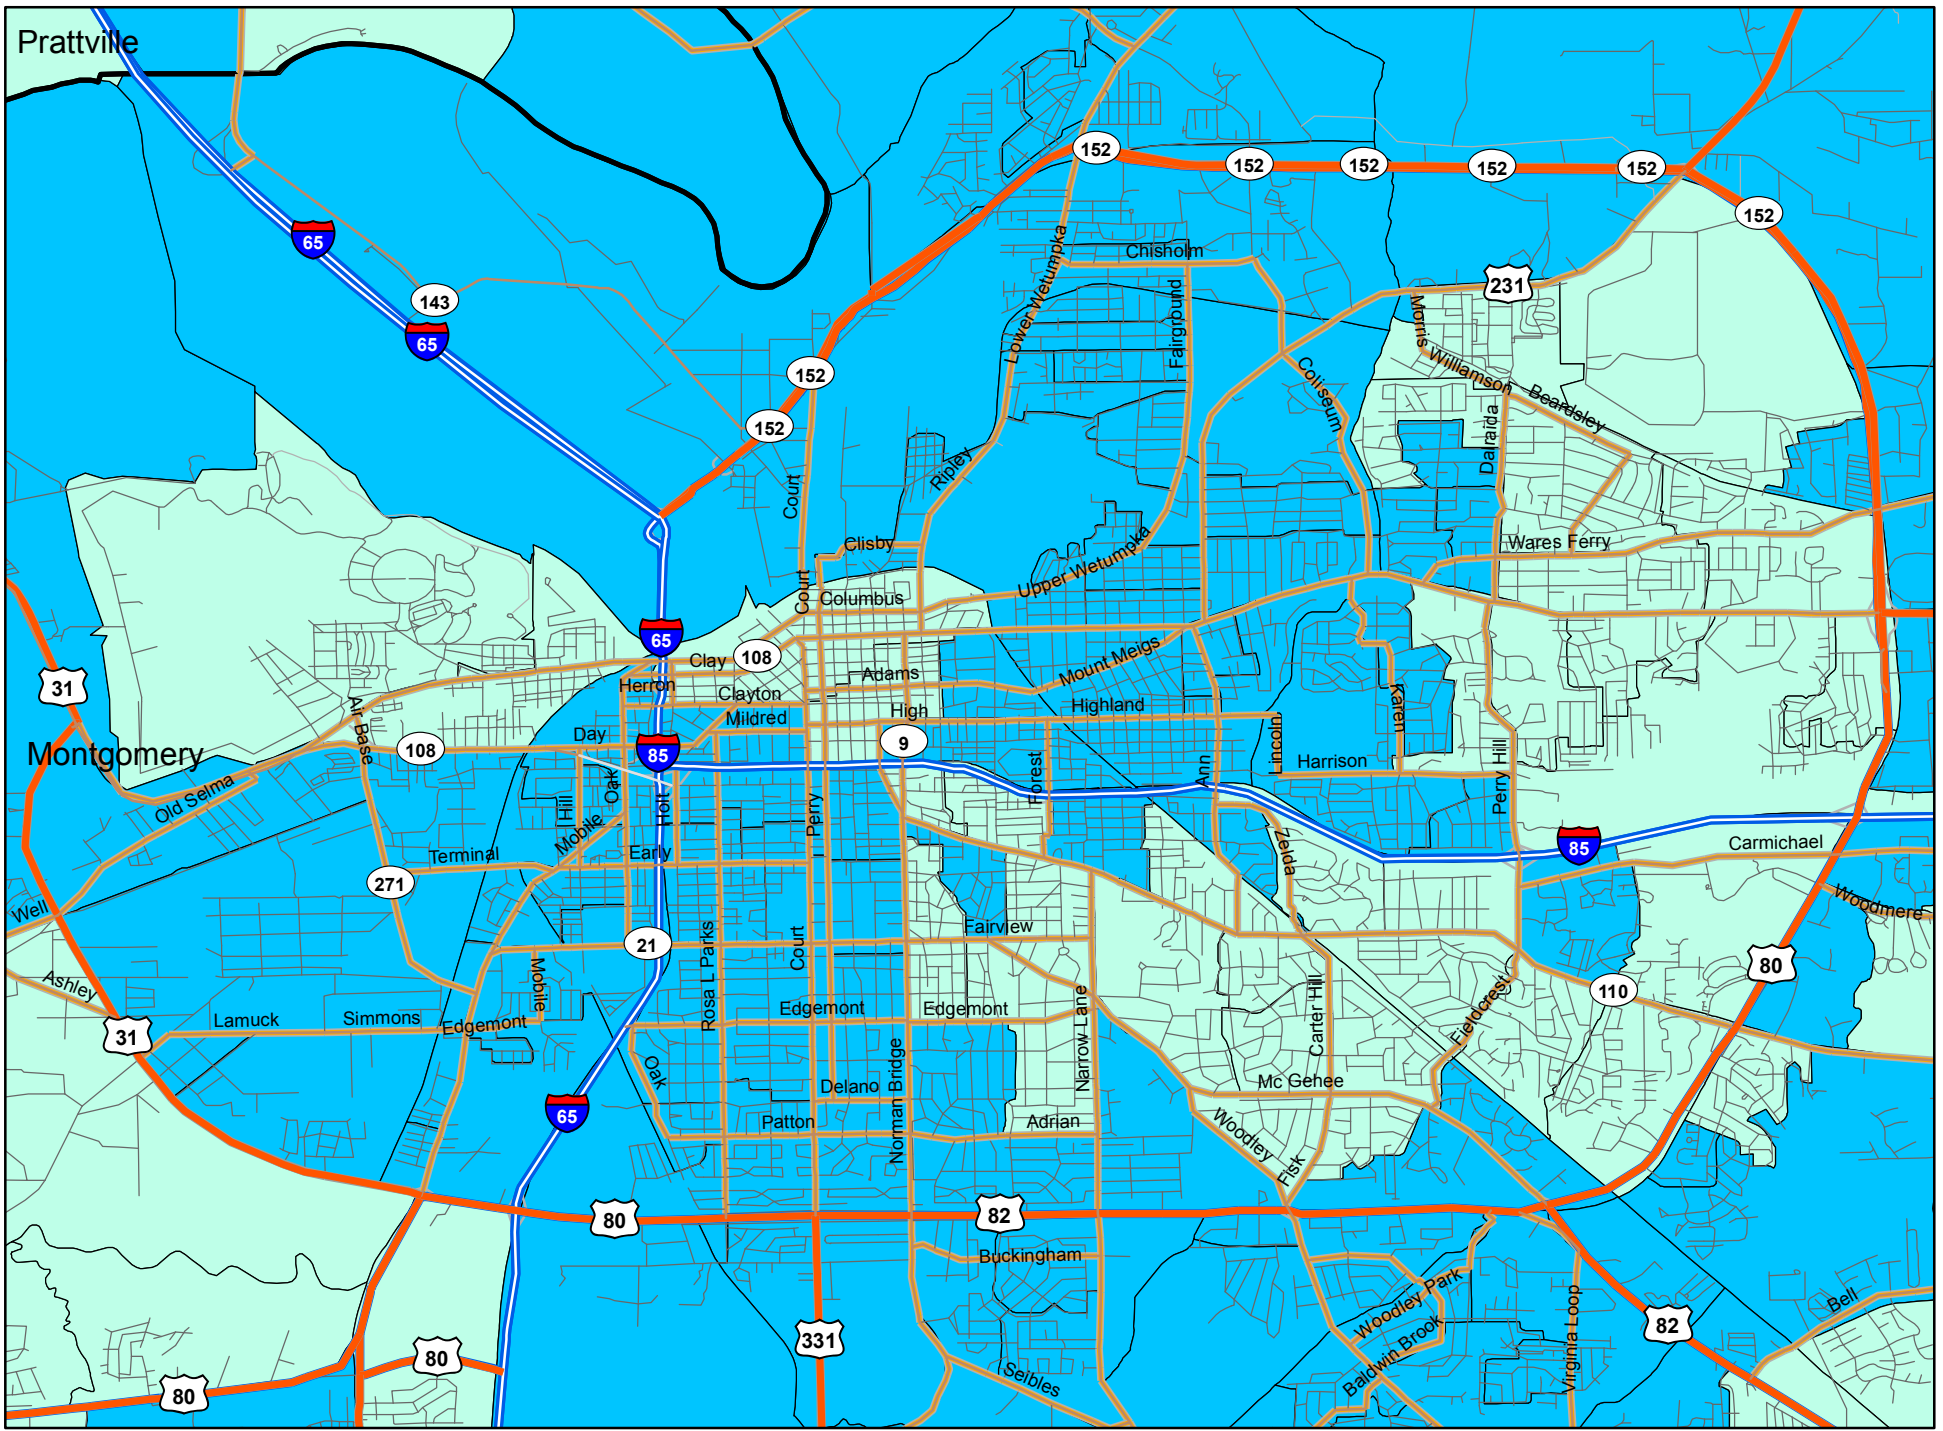 Prattville
152
152
152
152
152
152
65
Chisholm
231
143
Lower Wetumpka
Fairground
Morris
65
Williamson
Coliseum
Beardsley
152
152
Dalraida
Ripley
Court
Clisby
Wares Ferry
Upper Wetumpka
Court
Columbus
65
108
Clay
Mount Meigs
31
Herron
Adams
Clayton
Karen
Highland
High
Mildred
Air Base
Day
9
Lincoln
108
85
Montgomery
Harrison
Forest
Ann
Perry Hill
Oak
Old Selma
Hill
Holt
Perry
Mobile
Zelda
85
Carmichael
Terminal
Early
271
Woodmere
Well
Fairview
21
Court
Rosa L Parks
80
Ashley
Mobile
110
Edgemont
Edgemont
Carter Hill
Fieldcrest
Lamuck
Simmons
Edgemont
31
Narrow Lane
Oak
Mc Gehee
Delano
Norman Bridge
65
Patton
Adrian
Woodley
Fisk
80
82
Buckingham
Woodley Park
Virginia Loop
Bell
82
331
Baldwin Brook
80
Seibles
80